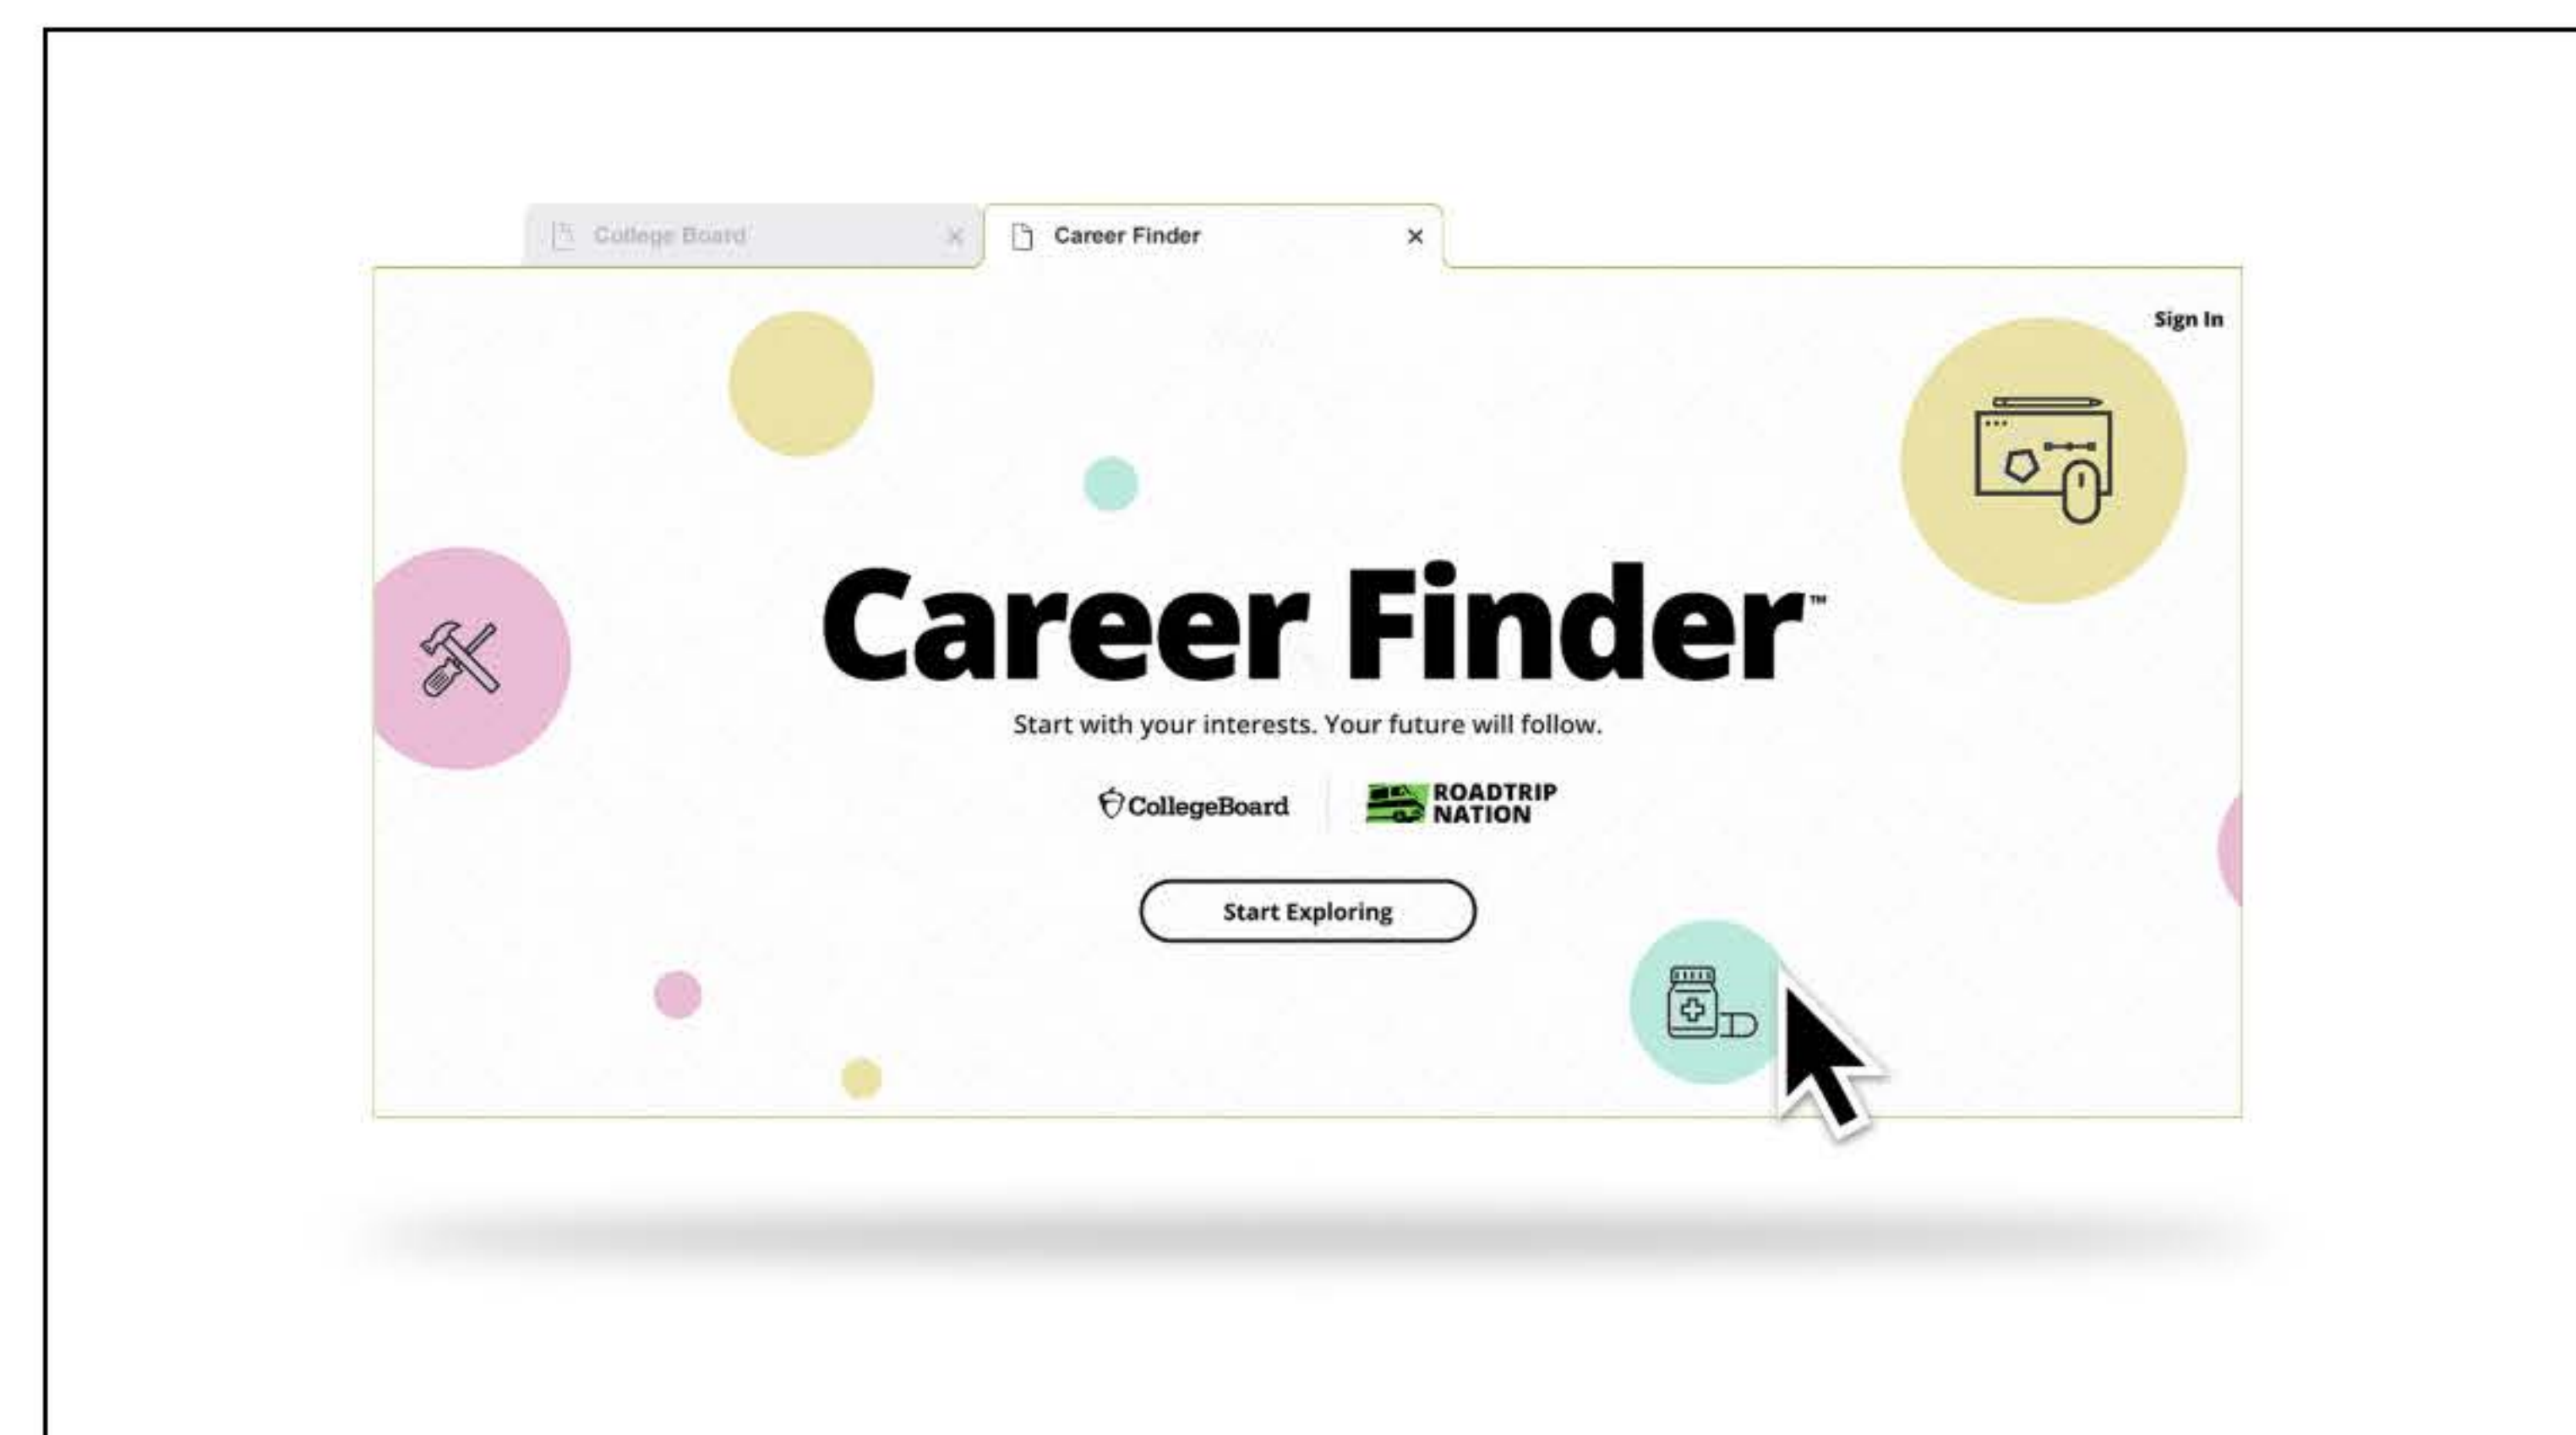 College Board
Career Finder
Sign In
Career Finder™
Start with your interests. Your future will follow.
CollegeBoard
ROADTRIP
NATION
Start Exploring